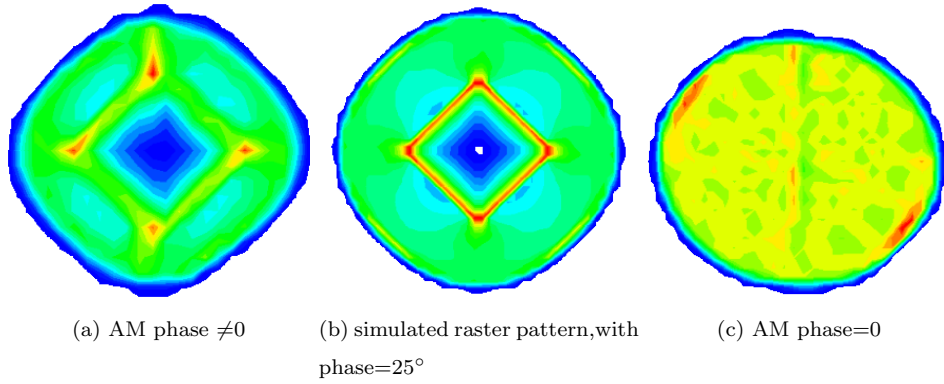 (a) AM phase ≠0
(b) simulated raster pattern,with
phase=25°
(c) AM phase=0